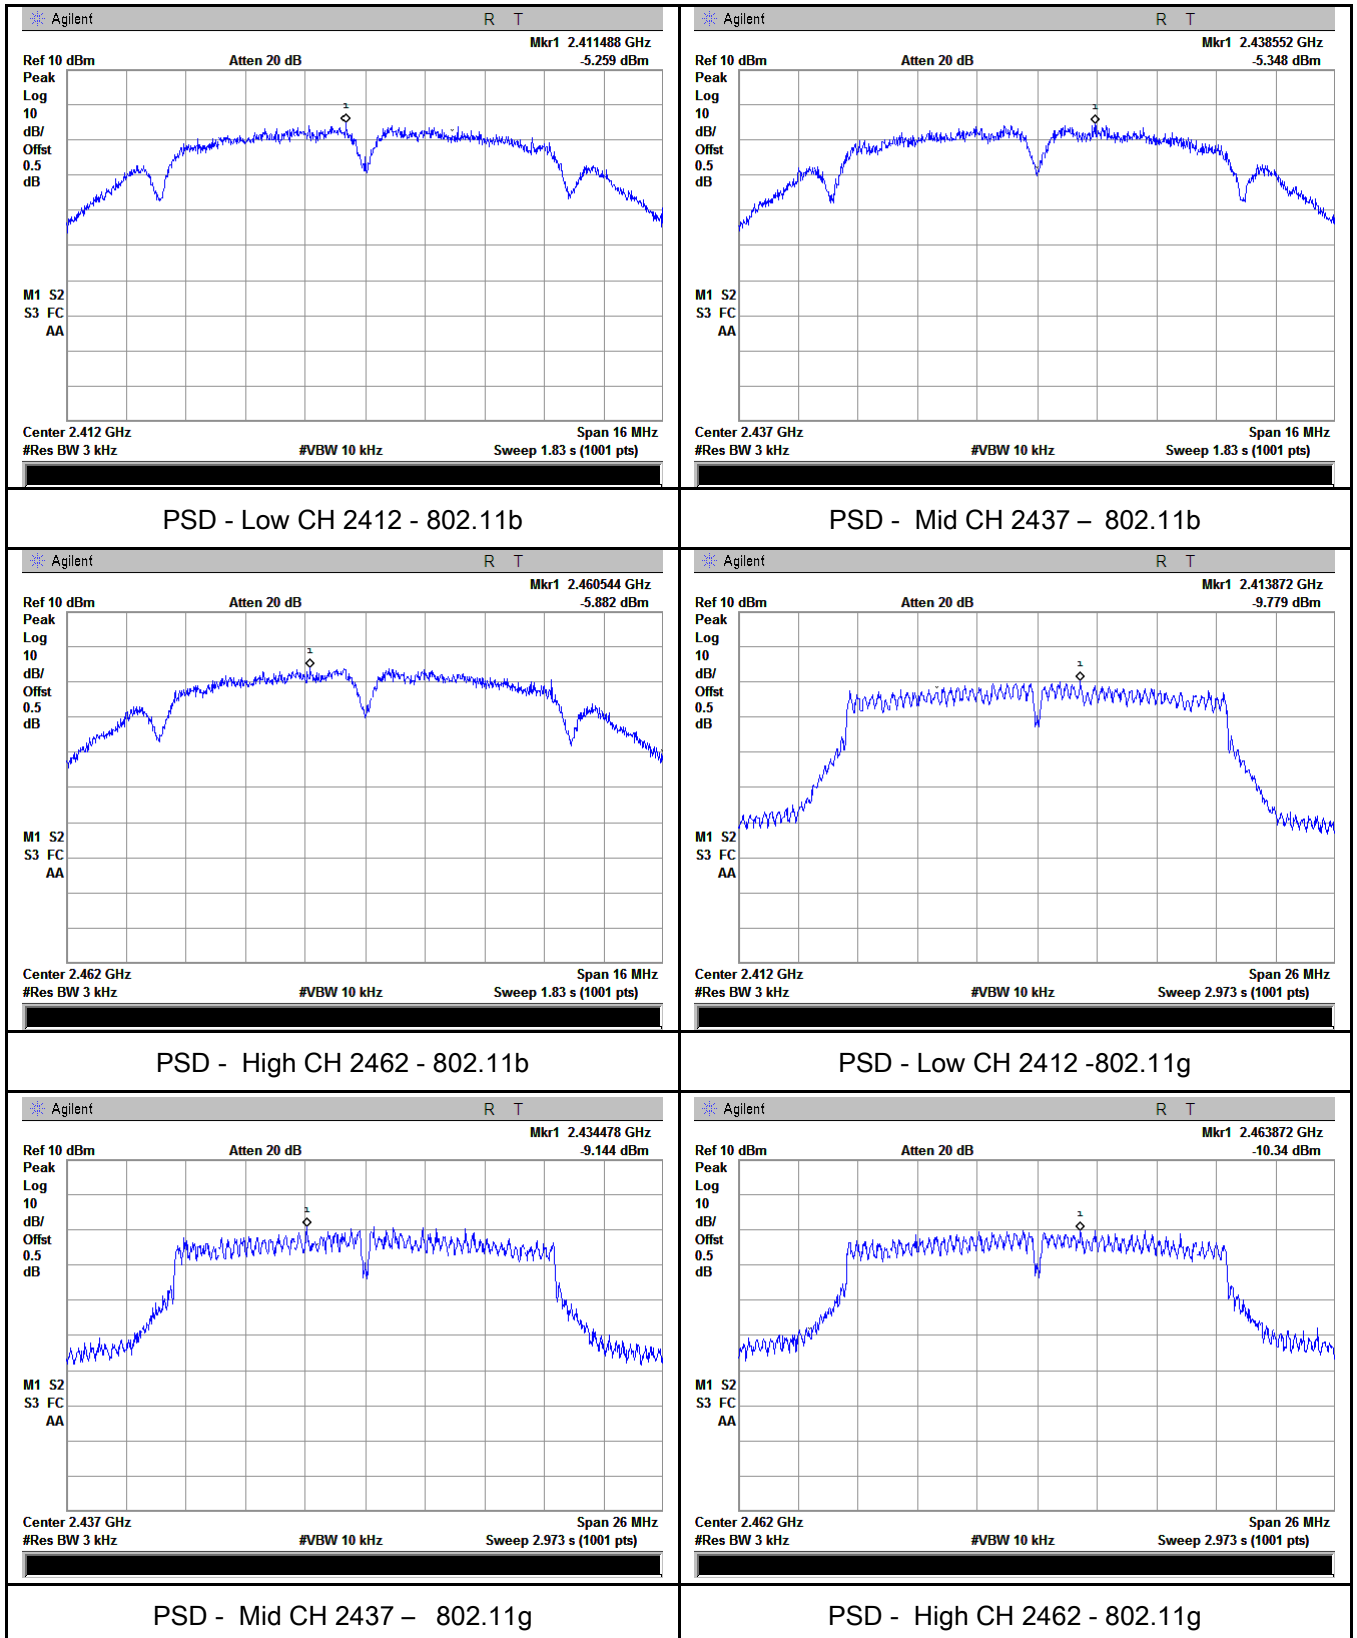 Agilent R T
Mkr1 2.411488 GHz
Ref 10 dBm Atten 20 dB -5.259 dBm
Peak
Log
10
dB/
Offst
0.5
dB
1
M1 S2
S3 FC
AA
Center 2.412 GHz Span 16 MHz
#Res BW 3 kHz #VBW 10 kHz Sweep 1.83 s (1001 pts)
PSD - Low CH 2412 - 802.11b
Agilent R T
Mkr1 2.438552 GHz
Ref 10 dBm Atten 20 dB -5.348 dBm
Peak
Log
10
dB/
Offst
0.5
dB
1
M1 S2
S3 FC
AA
Center 2.437 GHz Span 16 MHz
#Res BW 3 kHz #VBW 10 kHz Sweep 1.83 s (1001 pts)
PSD - Mid CH 2437 – 802.11b
Agilent R T
Mkr1 2.460544 GHz
Ref 10 dBm Atten 20 dB -5.882 dBm
Peak
Log
10
dB/
Offst
0.5
dB
1
M1 S2
S3 FC
AA
Center 2.462 GHz Span 16 MHz
#Res BW 3 kHz #VBW 10 kHz Sweep 1.83 s (1001 pts)
PSD - High CH 2462 - 802.11b
Agilent R T
Mkr1 2.413872 GHz
Ref 10 dBm Atten 20 dB -9.779 dBm
Peak
Log
10
dB/
Offst
0.5
dB
1
M1 S2
S3 FC
AA
Center 2.412 GHz Span 26 MHz
#Res BW 3 kHz #VBW 10 kHz Sweep 2.973 s (1001 pts)
PSD - Low CH 2412 -802.11g
Agilent R T
Mkr1 2.434478 GHz
Ref 10 dBm Atten 20 dB -9.144 dBm
Peak
Log
10
dB/
Offst
0.5
dB
1
M1 S2
S3 FC
AA
Center 2.437 GHz Span 26 MHz
#Res BW 3 kHz #VBW 10 kHz Sweep 2.973 s (1001 pts)
PSD - Mid CH 2437 – 802.11g
Agilent R T
Mkr1 2.463872 GHz
Ref 10 dBm Atten 20 dB -10.34 dBm
Peak
Log
10
dB/
Offst
0.5
dB
1
M1 S2
S3 FC
AA
Center 2.462 GHz Span 26 MHz
#Res BW 3 kHz #VBW 10 kHz Sweep 2.973 s (1001 pts)
PSD - High CH 2462 - 802.11g